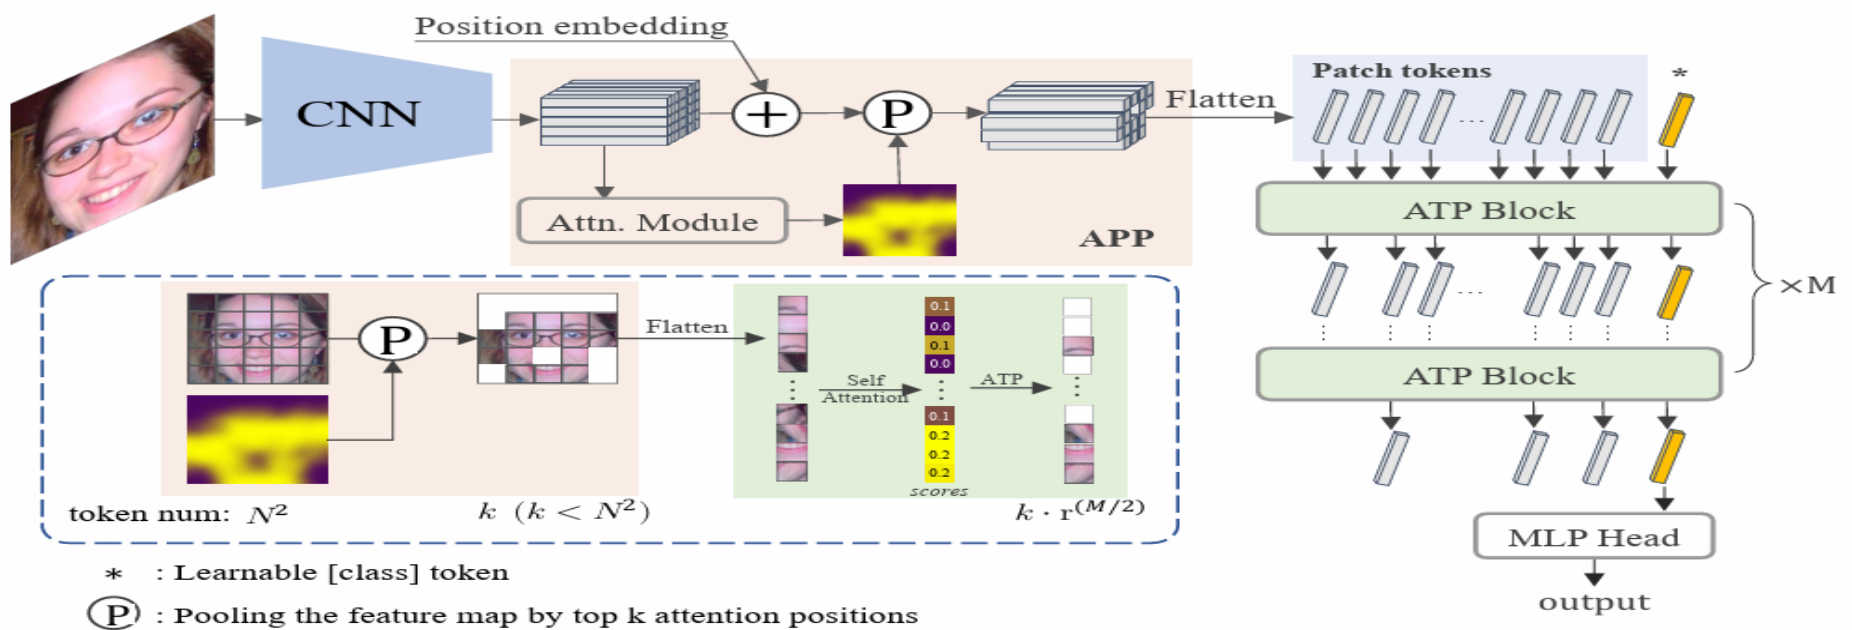 Position embedding
CNN
+
P
Flatten
Patch tokens
*
Attn. Module
APP
ATP Block
...
×M
ATP Block
MLP Head
output
P
Flatten
Self
Attention
ATP
0.1
0.0
0.1
0.0
0.1
0.2
0.2
0.2
scores
token num: N²
k (k < N²)
k · r^(M/2)
* : Learnable [class] token
P : Pooling the feature map by top k attention positions